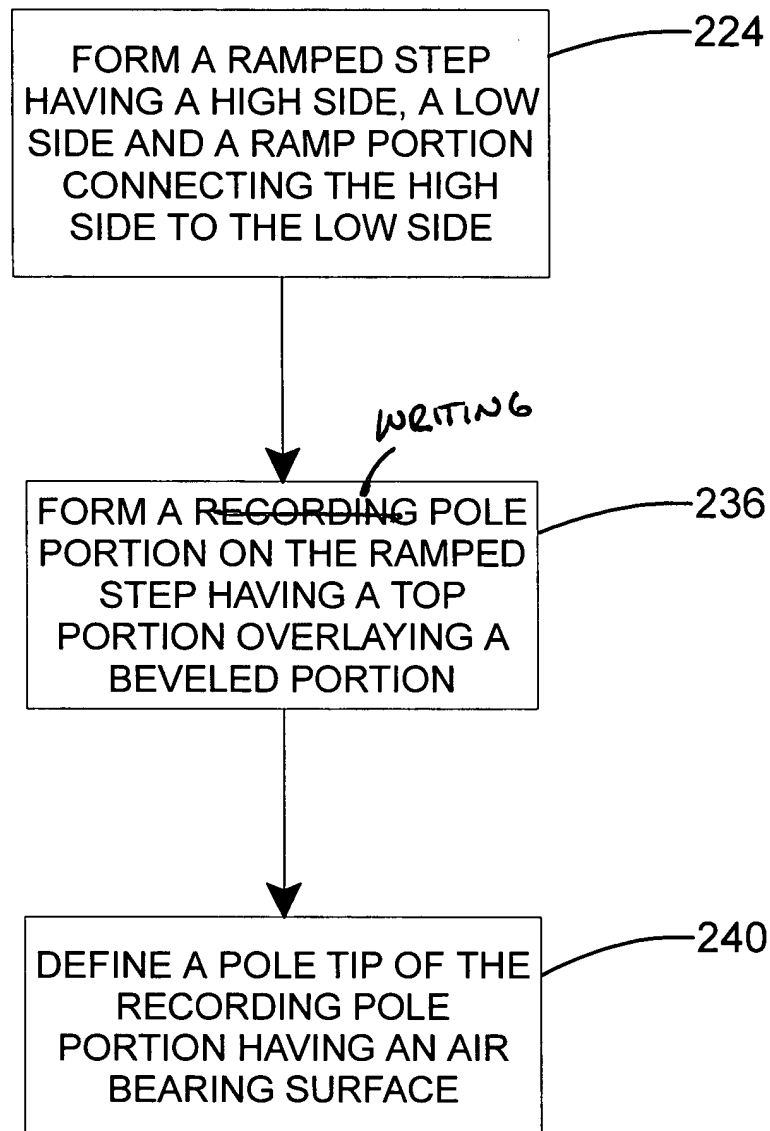 224
FORM A RAMPED STEP
HAVING A HIGH SIDE, A LOW
SIDE AND A RAMP PORTION
CONNECTING THE HIGH
SIDE TO THE LOW SIDE
WRITING
236
FORM A RECORDING POLE
PORTION ON THE RAMPED
STEP HAVING A TOP
PORTION OVERLAYING A
BEVELED PORTION
240
DEFINE A POLE TIP OF THE
RECORDING POLE
PORTION HAVING AN AIR
BEARING SURFACE